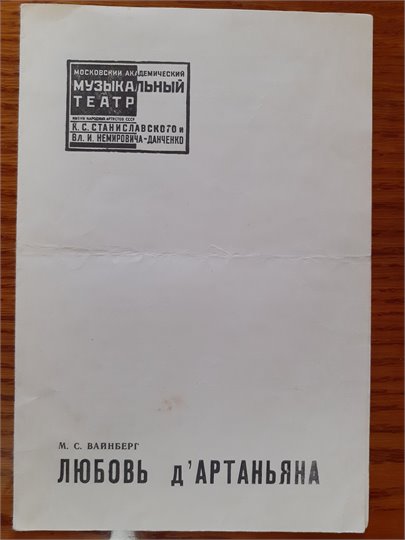 МОСКОВСКИЙ АКАДЕМИЧЕСКИЙ
МУЗЫКАЛЬНЫЙ
ТЕАТР
ИМЕНИ НАРОДНЫХ АРТИСТОВ СССР
К. С. СТАНИСЛАВСКОГО и
Вл. И. НЕМИРОВИЧА-ДАНЧЕНКО
М. С. ВАЙНБЕРГ
ЛЮБОВЬ д'АРТАНЬЯНА